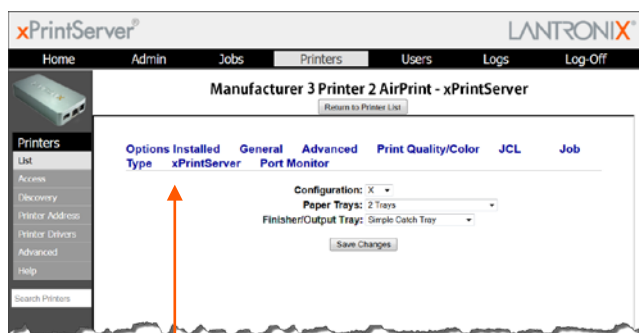 xPrintServer®
LANTRONIX®
Home Admin Jobs Printers Users Logs Log-Off
Manufacturer 3 Printer 2 AirPrint - xPrintServer
Return to Printer List
Printers
List
Access
Discovery
Printer Address
Printer Drivers
Advanced
Help
Search Printers
Options Installed General Advanced Print Quality/Color JCL Job
Type xPrintServer Port Monitor
Configuration: X
Paper Trays: 2 Trays
Finisher/Output Tray: Simple Catch Tray
Save Changes